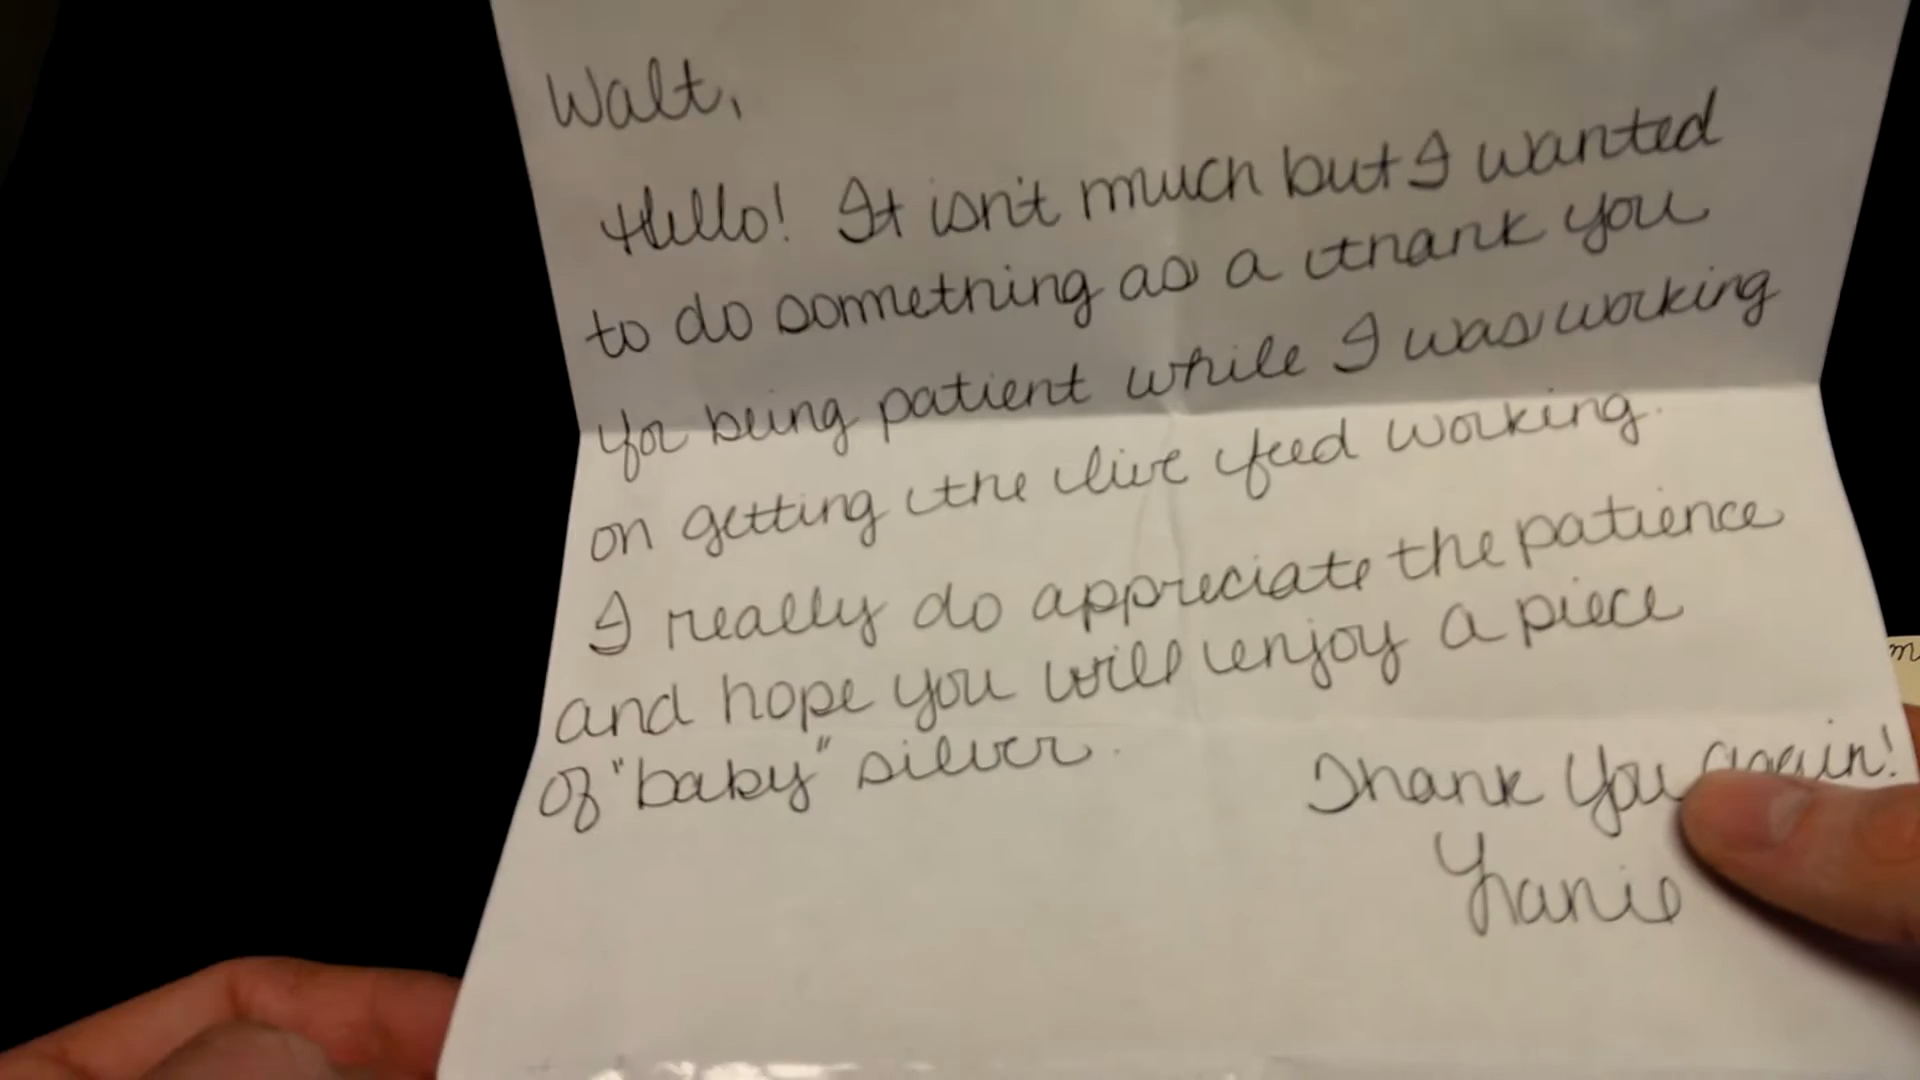 Walt,
Hello! It isn't much but I wanted
to do something as a thank you
for being patient while I was working
on getting the live feed working.
I really do appreciate the patience
and hope you will enjoy a piece
of "baby" silver.
Thank You Again!